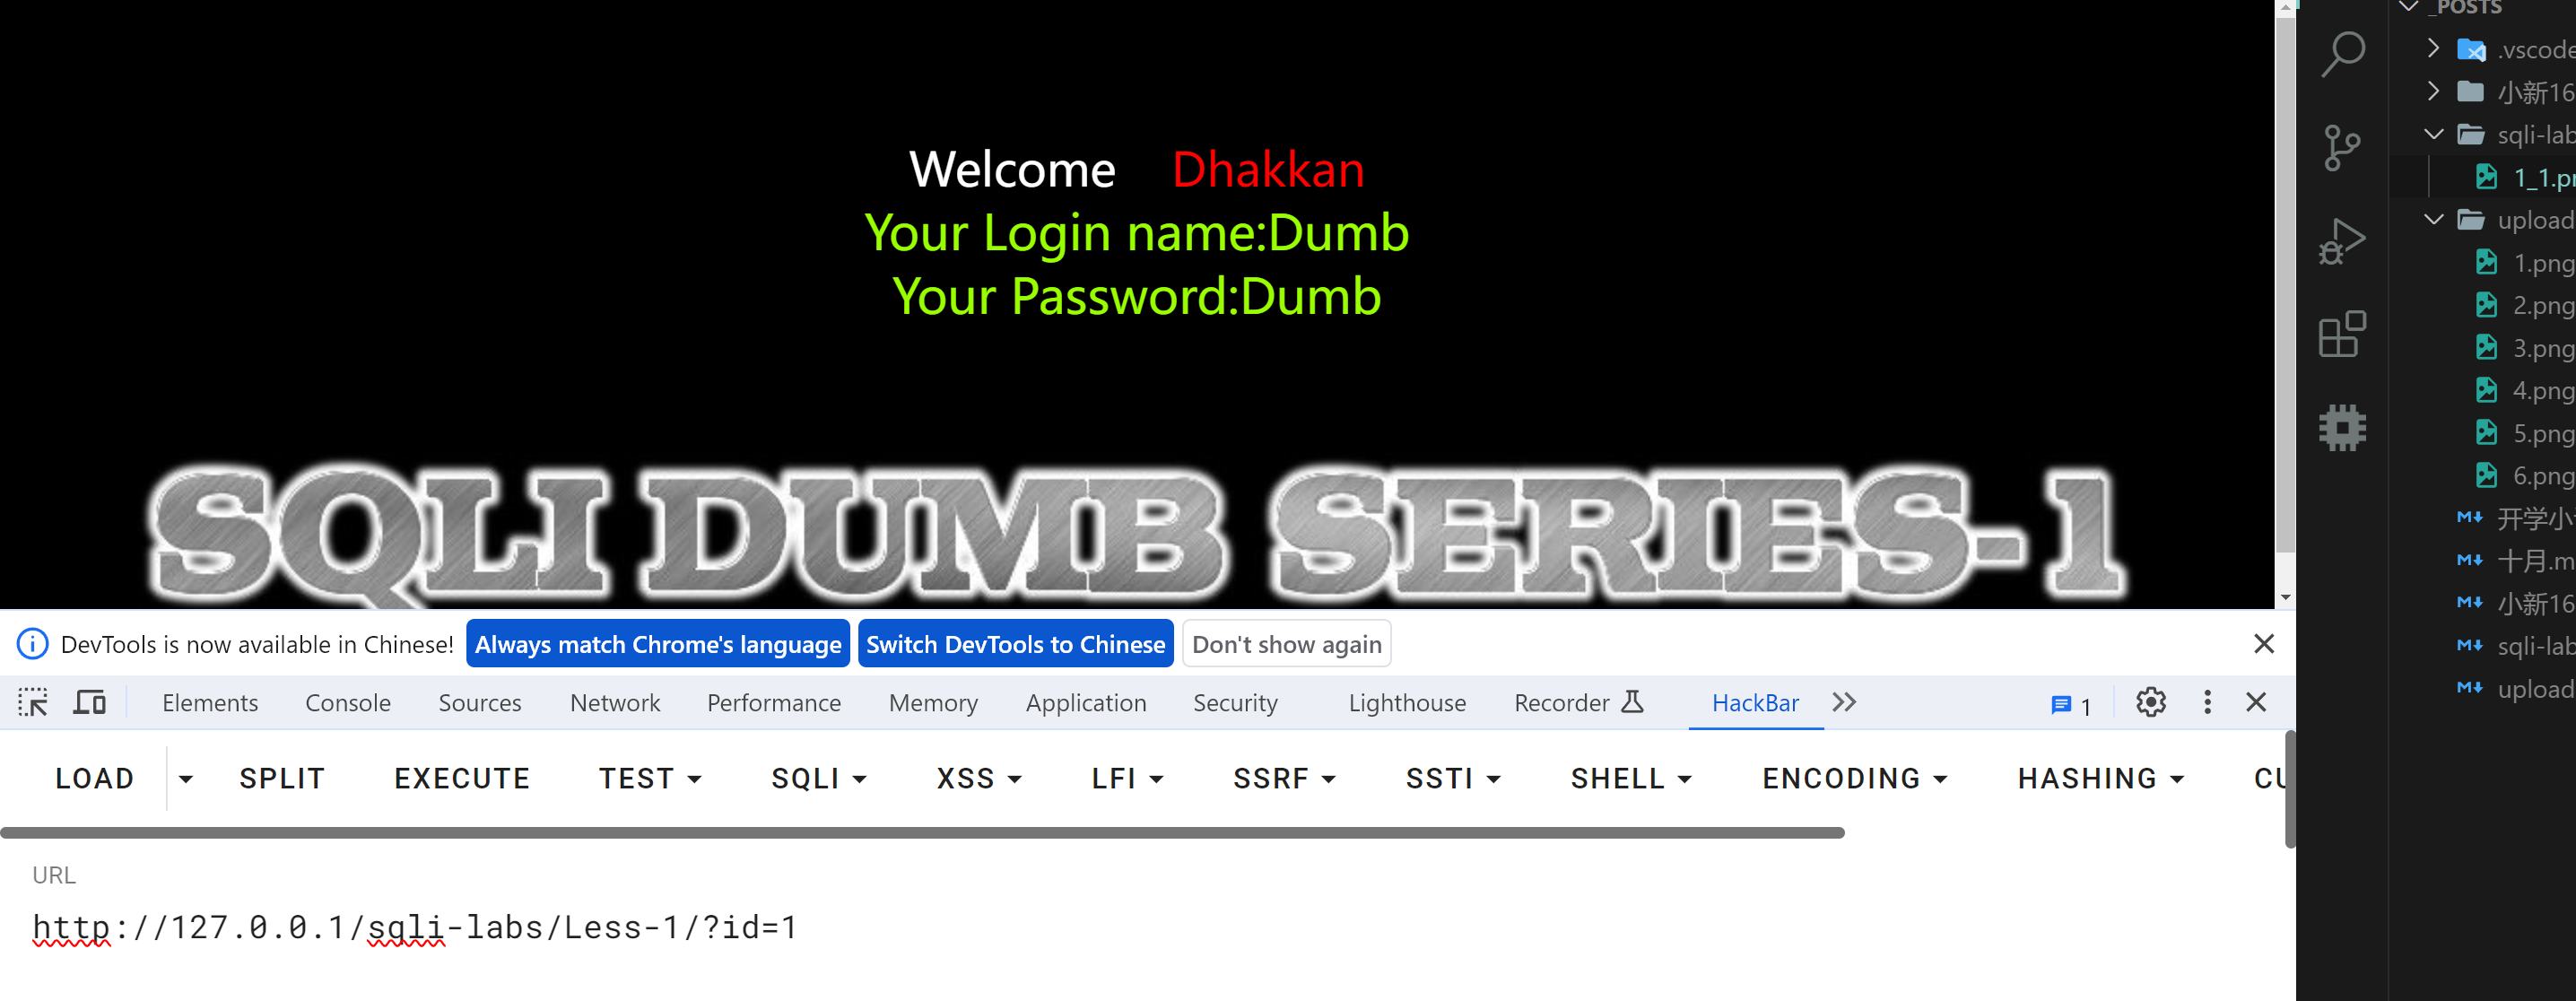 Welcome Dhakkan
Your Login name:Dumb
Your Password:Dumb
SQLI DUMB SERIES-1
DevTools is now available in Chinese! Always match Chrome's language Switch DevTools to Chinese Don't show again
Elements Console Sources Network Performance Memory Application Security Lighthouse Recorder HackBar 1
LOAD SPLIT EXECUTE TEST SQLI XSS LFI SSRF SSTI SHELL ENCODING HASHING CU
URL
http://127.0.0.1/sqli-labs/Less-1/?id=1
_POSTS
.vscode
小新16
sqli-lab
1_1.pn
upload
1.png
2.png
3.png
4.png
5.png
6.png
开学小
十月.m
小新16
sqli-lab
upload